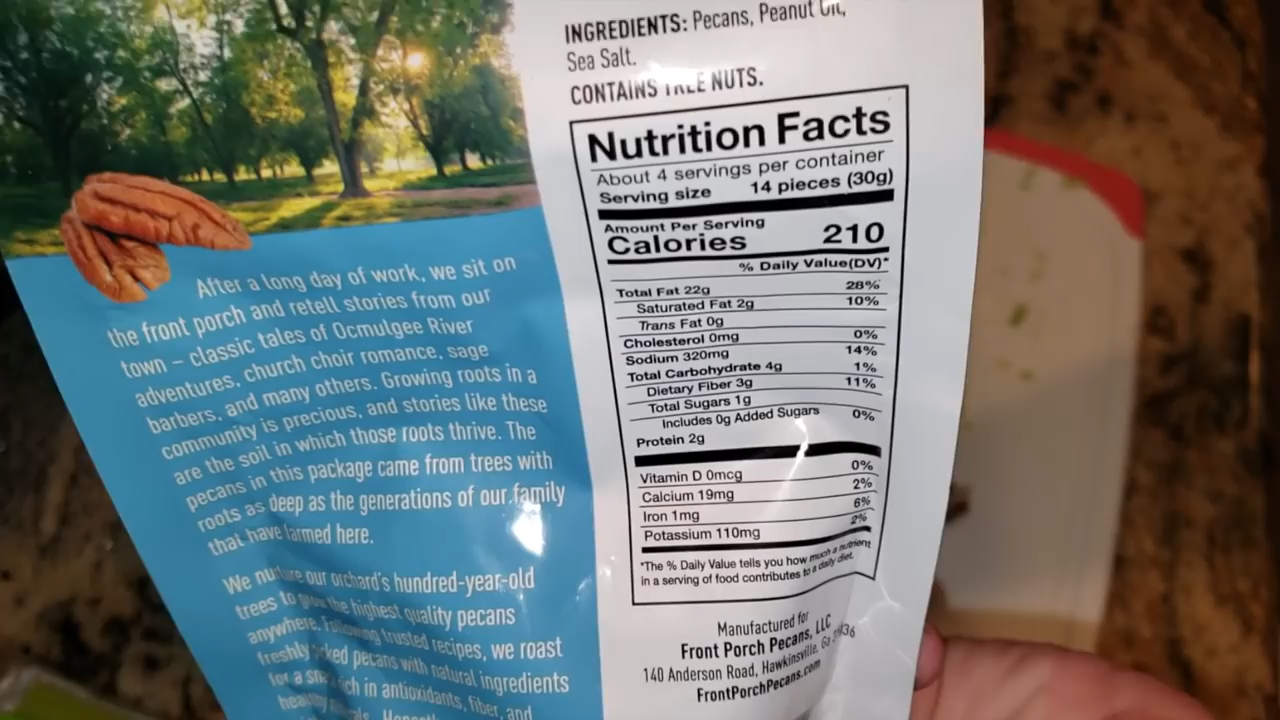 INGREDIENTS: Pecans, Peanut Oil,
Sea Salt.
CONTAINS TREE NUTS.
Nutrition Facts
About 4 servings per container
Serving size 14 pieces (30g)
Amount Per Serving
Calories 210
% Daily Value(DV)*
Total Fat 22g 28%
Saturated Fat 2g 10%
Trans Fat 0g
Cholesterol 0mg 0%
Sodium 320mg 14%
Total Carbohydrate 4g 1%
Dietary Fiber 3g 11%
Total Sugars 1g
Includes 0g Added Sugars 0%
Protein 2g
Vitamin D 0mcg 0%
Calcium 19mg 2%
Iron 1mg 6%
Potassium 110mg 2%
*The % Daily Value tells you how much a nutrient
in a serving of food contributes to a daily diet.
Manufactured for
Front Porch Pecans, LLC
140 Anderson Road, Hawkinsville, Ga
FrontPorchPecans.com
After a long day of work, we sit on
the front porch and retell stories from our
town – classic tales of Ocmulgee River
adventures, church choir romance, sage
barbers, and many others. Growing roots in a
community is precious, and stories like these
are the soil in which those roots thrive. The
pecans in this package came from trees with
roots as deep as the generations of our family
that have farmed here.
We nurture our orchard's hundred-year-old
trees to grow the highest quality pecans
anywhere. Following trusted recipes, we roast
freshly picked pecans with natural ingredients
for a snack rich in antioxidants, fiber, and
healthy